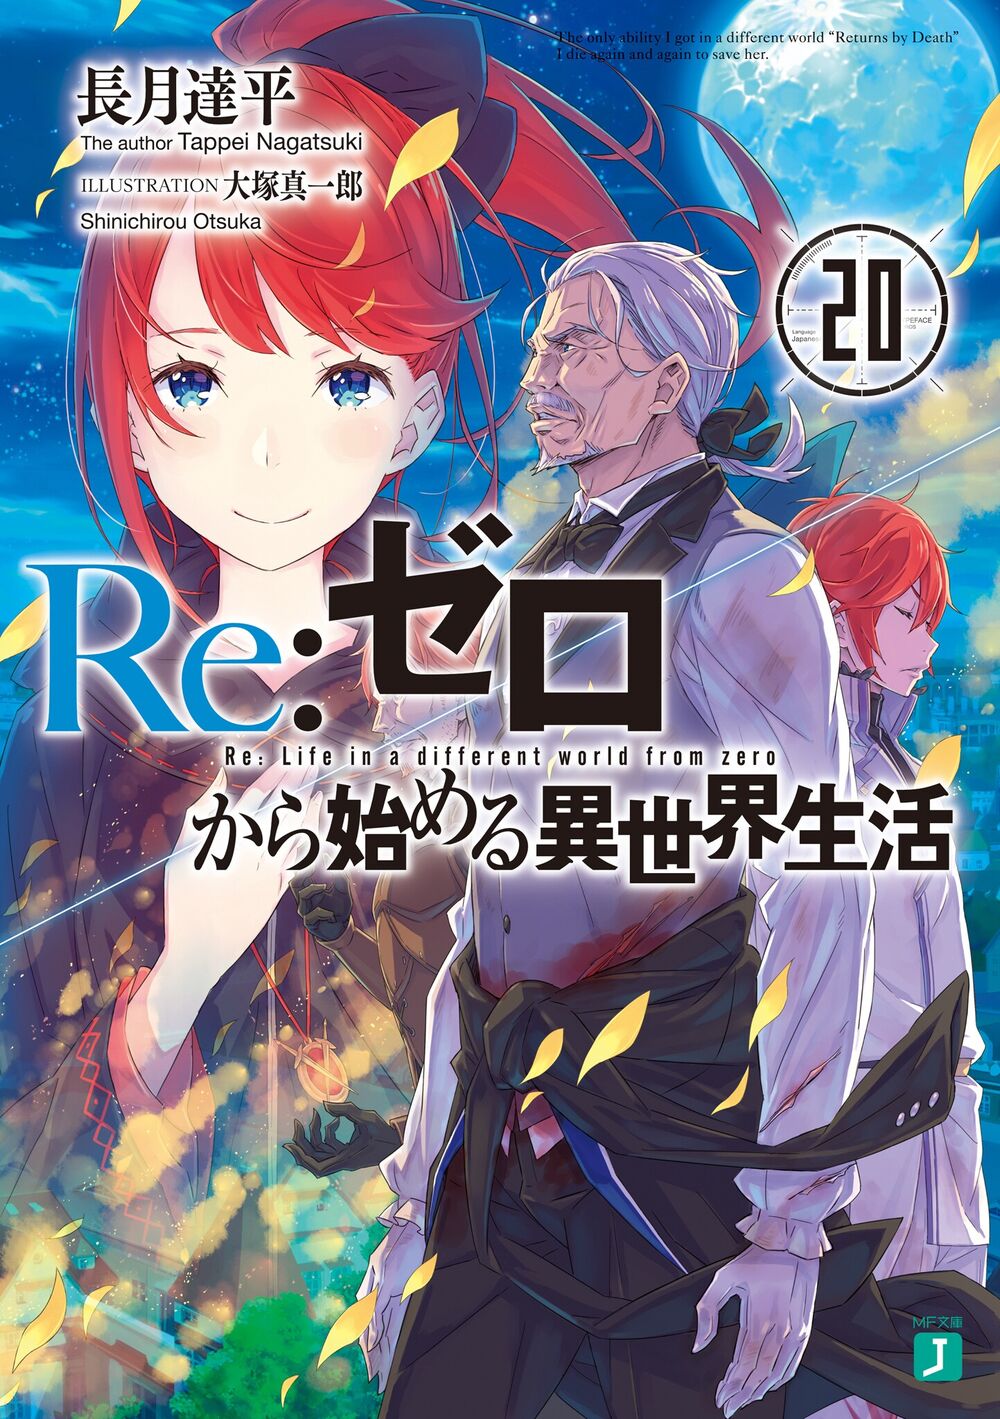 The only ability I got in a different world "Returns by Death"
I die again and again to save her.
長月達平
The author Tappei Nagatsuki
ILLUSTRATION 大塚真一郎
Shinichirou Otsuka
20
Language
Japanes
Re:ゼロ
Re: Life in a different world from zero
から始める異世界生活
MF文庫
J